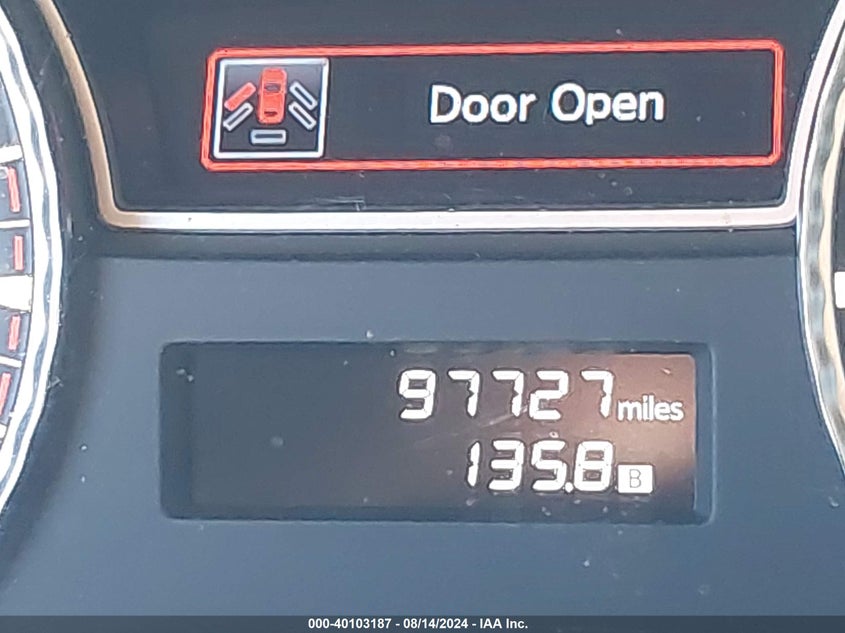 Door Open
97727 miles
135.8 B
000-40103187 - 08/14/2024 - IAA Inc.